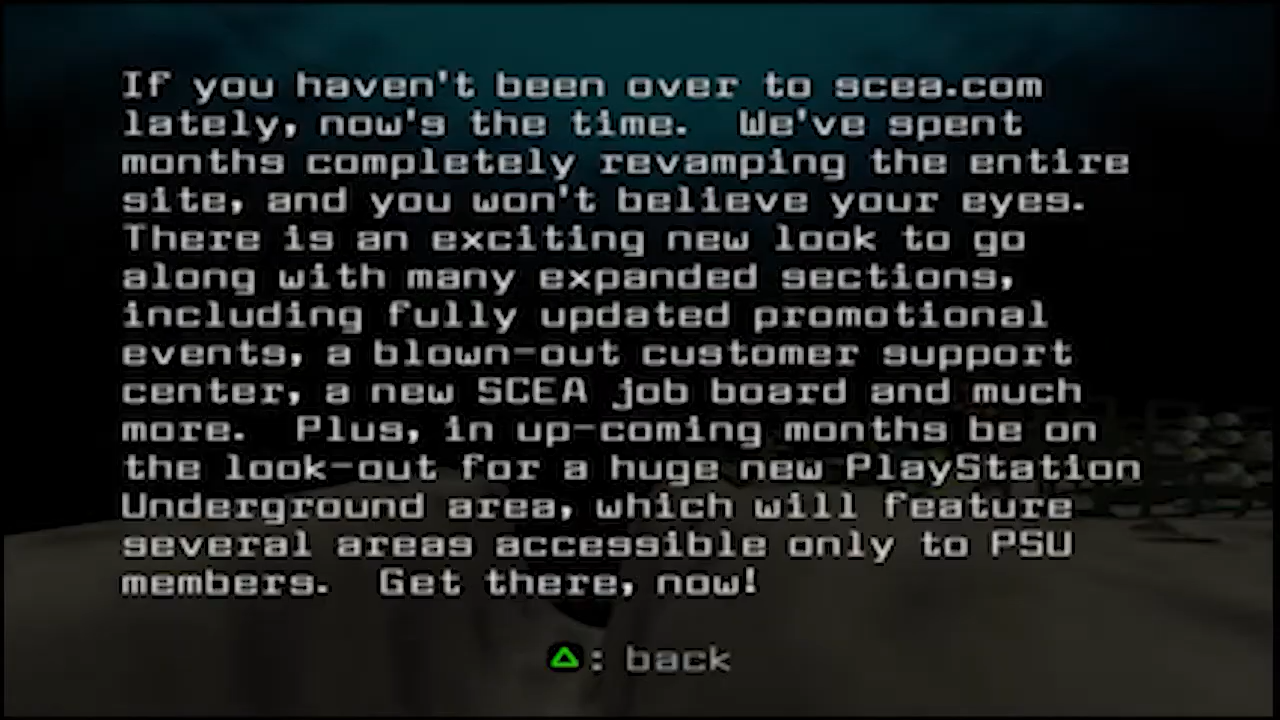 If you haven't been over to scea.com
lately, now's the time.  We've spent
months completely revamping the entire
site, and you won't believe your eyes.
There is an exciting new look to go
along with many expanded sections,
including fully updated promotional
events, a blown-out customer support
center, a new SCEA job board and much
more.  Plus, in up-coming months be on
the look-out for a huge new PlayStation
Underground area, which will feature
several areas accessible only to PSU
members.  Get there, now!
△: back